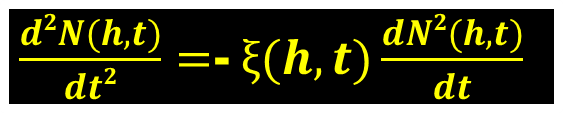 d²N(h,t)/dt² =- ξ(h,t) dN²(h,t)/dt